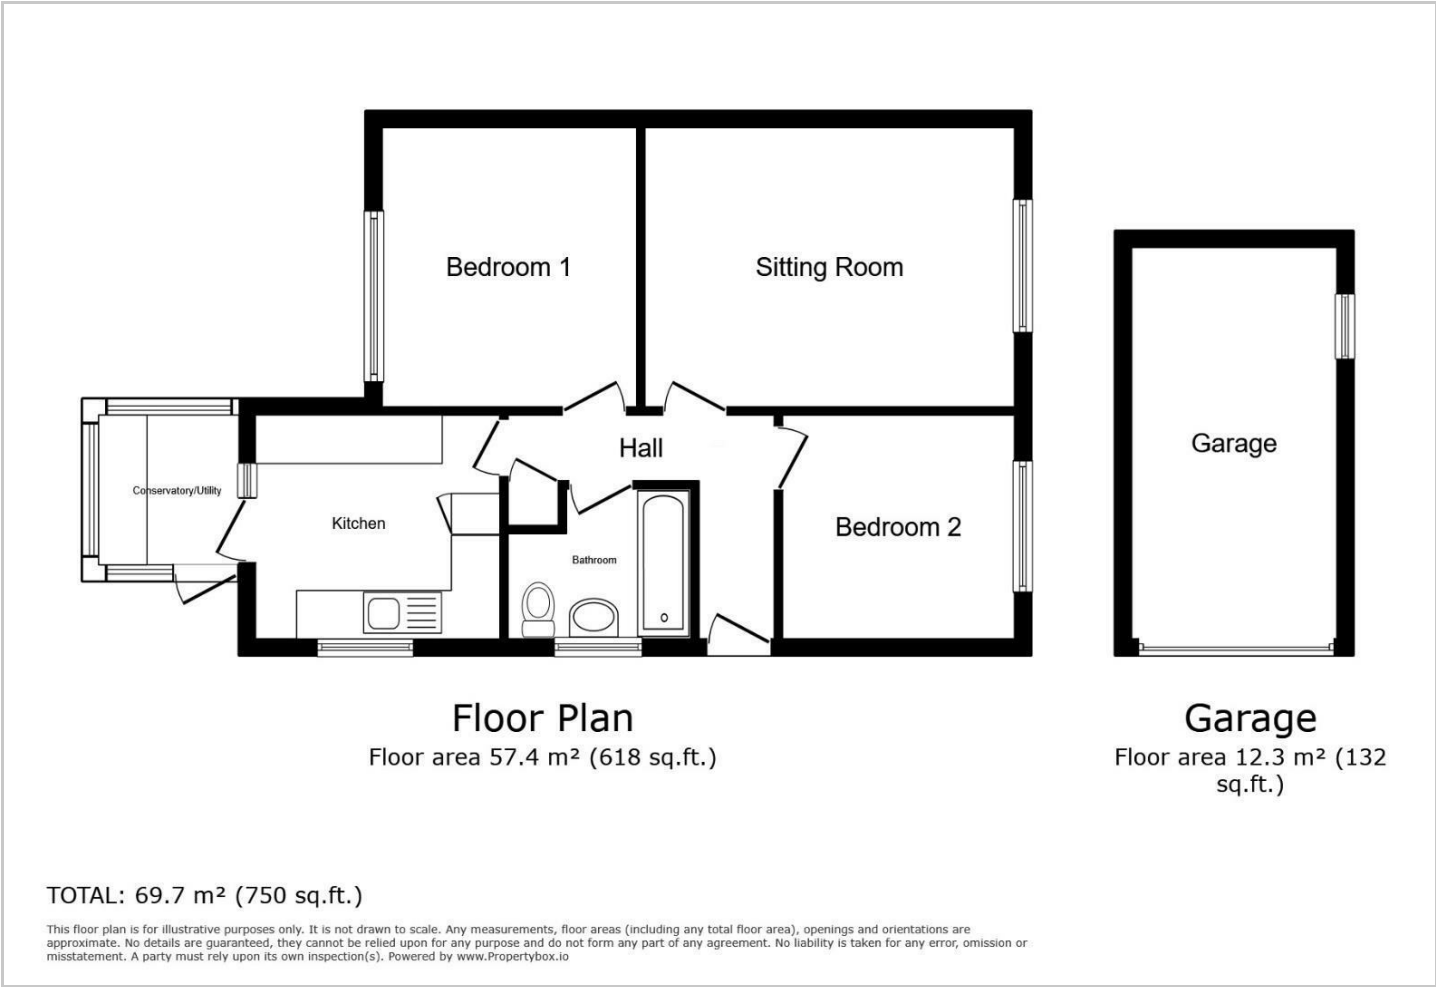 Bedroom 1
Sitting Room
Garage
Hall
Conservatory/Utility
Kitchen
Bedroom 2
Bathroom
Floor Plan
Floor area 57.4 m² (618 sq.ft.)
Garage
Floor area 12.3 m² (132
sq.ft.)
TOTAL: 69.7 m² (750 sq.ft.)
This floor plan is for illustrative purposes only. It is not drawn to scale. Any measurements, floor areas (including any total floor area), openings and orientations are
approximate. No details are guaranteed, they cannot be relied upon for any purpose and do not form any part of any agreement. No liability is taken for any error, omission or
misstatement. A party must rely upon its own inspection(s). Powered by www.Propertybox.io